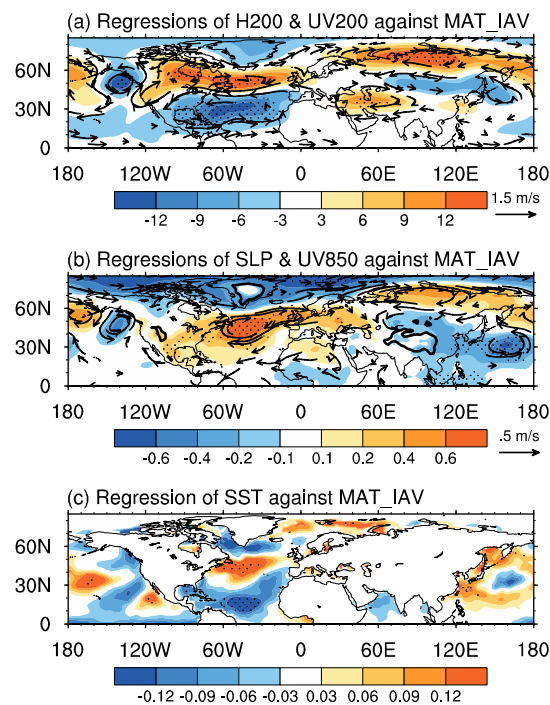 (a) Regressions of H200 & UV200 against MAT_IAV
60N
30N
0
180 120W 60W 0 60E 120E 180
-12 -9 -6 -3 3 6 9 12
1.5 m/s
(b) Regressions of SLP & UV850 against MAT_IAV
60N
30N
0
180 120W 60W 0 60E 120E 180
-0.6 -0.4 -0.2 -0.1 0.1 0.2 0.4 0.6
.5 m/s
(c) Regression of SST against MAT_IAV
60N
30N
0
180 120W 60W 0 60E 120E 180
-0.12 -0.09 -0.06 -0.03 0.03 0.06 0.09 0.12